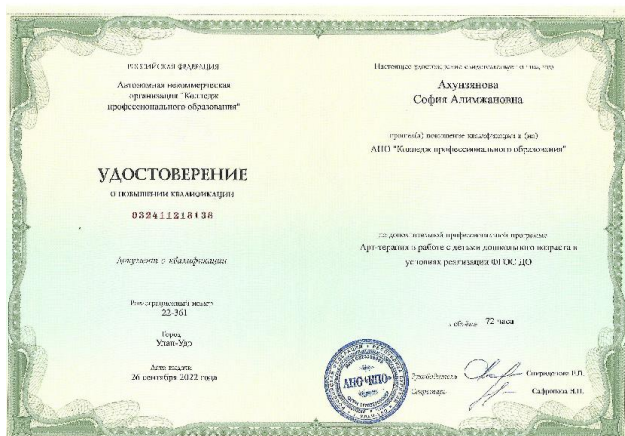 РОССИЙСКАЯ ФЕДЕРАЦИЯ
Автономная некоммерческая
организация "Колледж
профессионального образования"
УДОСТОВЕРЕНИЕ
О ПОВЫШЕНИИ КВАЛИФИКАЦИИ
032411218138
Документ о квалификации
Регистрационный номер
22-361
Город
Улан-Удэ
Дата выдачи
26 сентября 2022 года
Настоящее удостоверение свидетельствует о том, что
Ахунзянова
София Алимжановна
прошел(а) повышение квалификации в (на)
АПО "Колледж профессионального образования"
по дополнительной профессиональной программе
Арт-терапия в работе с детьми дошкольного возраста в
условиях реализации ФГОС ДО
в объёме 72 часа
АНО «КПО»
Руководитель
Секретарь